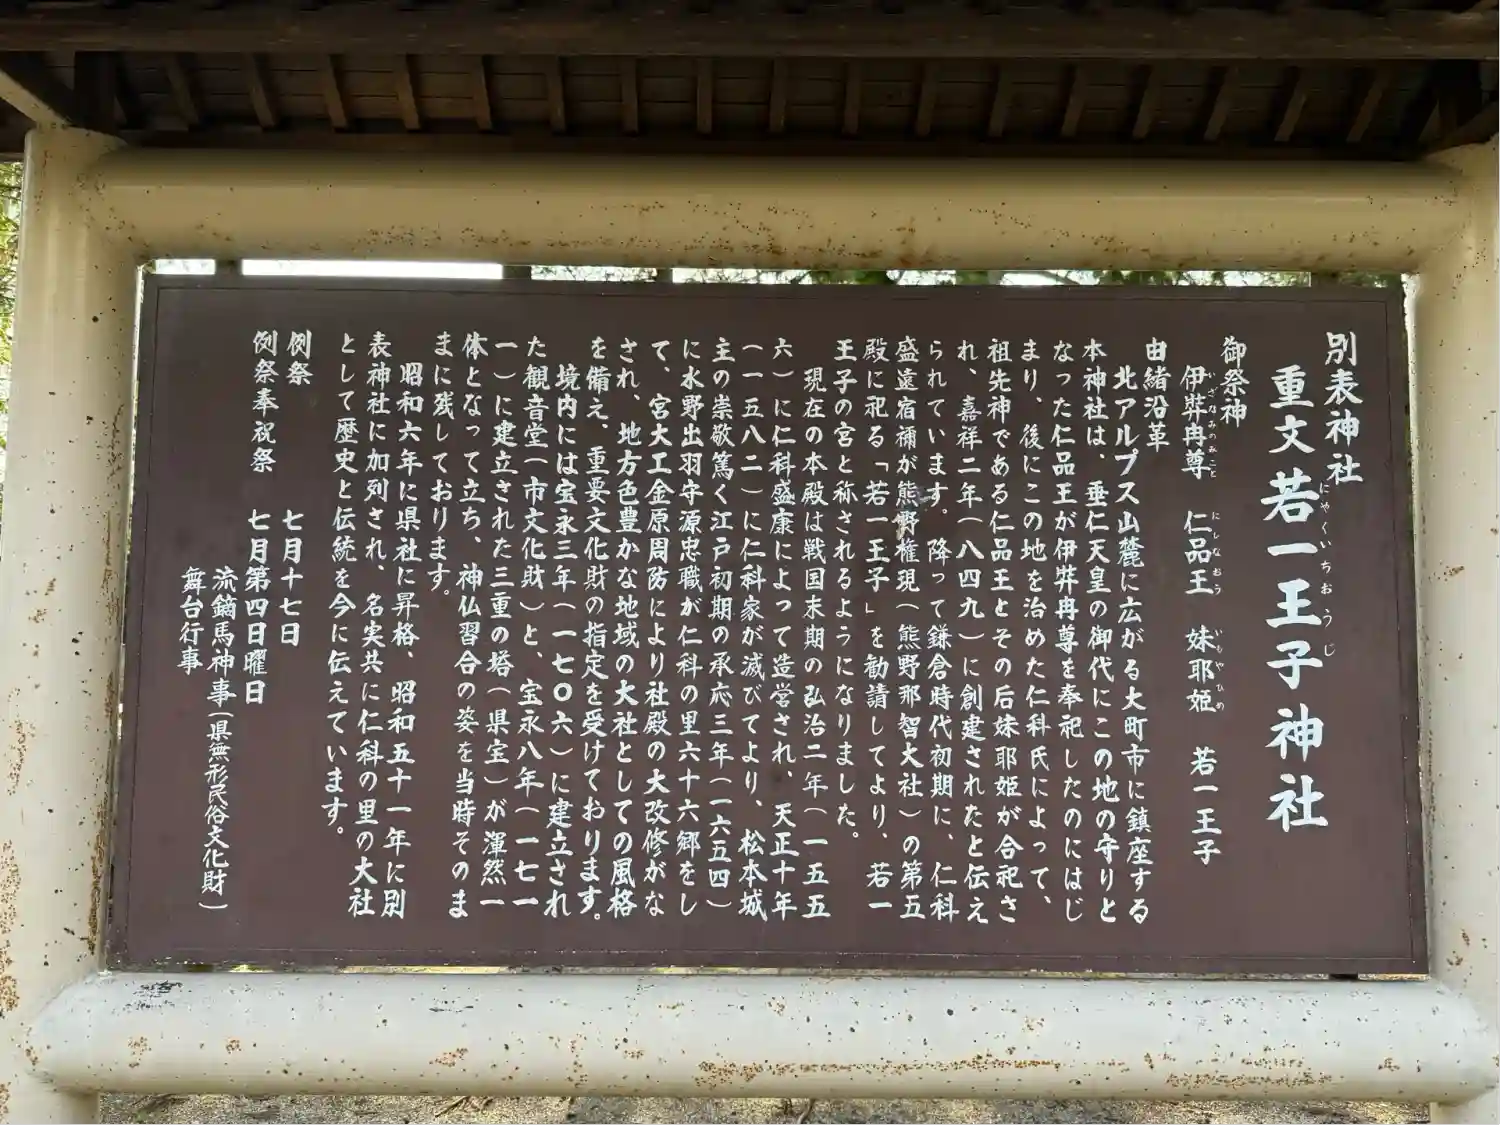 別表神社
重文若一王子神社
にゃくいちおうじ
御祭神
伊弉冉尊　仁品王　妹耶姫　若一王子
いざなみのみこと　にしなおう　いもやひめ
由緒沿革
北アルプス山麓に広がる大町市に鎮座する
本神社は、垂仁天皇の御代にこの地の守りと
なった仁品王が伊弉冉尊を奉祀したのにはじ
まり、後にこの地を治めた仁科氏によって、
祖先神である仁品王とその后妹耶姫が合祀さ
れ、嘉祥二年(八四九)に創建されたと伝え
られています。降って鎌倉時代初期に、仁科
盛遠宿禰が熊野権現(熊野那智大社)の第五
殿に祀る「若一王子」を勧請してより、若一
王子の宮と称されるようになりました。
現在の本殿は戦国末期の弘治二年(一五五
六)に仁科盛康によって造営され、天正十年
(一五八二)に仁科家が滅びてより、松本城
主の崇敬篤く江戸初期の承応三年(一六五四)
に水野出羽守源忠職が仁科の里六十六郷をし
て、宮大工金原周防により社殿の大改修がな
され、地方色豊かな地域の大社としての風格
を備え、重要文化財の指定を受けております。
境内には宝永三年(一七〇六)に建立され
た観音堂(市文化財)と、宝永八年(一七一
一)に建立された三重の塔(県宝)が渾然一
体となって立ち、神仏習合の姿を当時そのま
まに残しております。
昭和六年に県社に昇格、昭和五十一年に別
表神社に加列され、名実共に仁科の里の大社
として歴史と伝統を今に伝えています。
例祭　七月十七日
例祭奉祝祭　七月第四日曜日
流鏑馬神事(県無形民俗文化財)
舞台行事